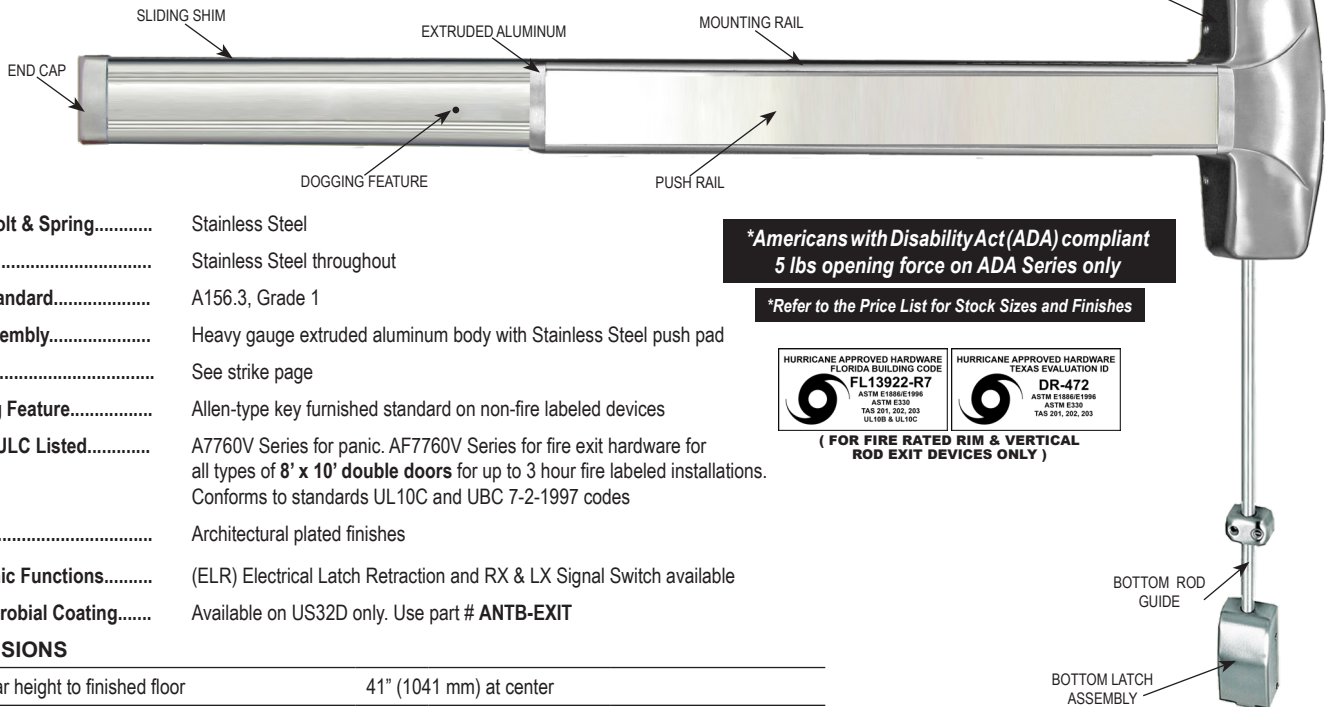 SLIDING SHIM
EXTRUDED ALUMINUM
MOUNTING RAIL
END CAP
DOGGING FEATURE
PUSH RAIL
olt & Spring............ Stainless Steel
................................ Stainless Steel throughout
andard.................... A156.3, Grade 1
embly..................... Heavy gauge extruded aluminum body with Stainless Steel push pad
................................. See strike page
g Feature................. Allen-type key furnished standard on non-fire labeled devices
ULC Listed............. A7760V Series for panic. AF7760V Series for fire exit hardware for
all types of 8' x 10' double doors for up to 3 hour fire labeled installations.
Conforms to standards UL10C and UBC 7-2-1997 codes
................................ Architectural plated finishes
nic Functions.......... (ELR) Electrical Latch Retraction and RX & LX Signal Switch available
robial Coating....... Available on US32D only. Use part # ANTB-EXIT
SIONS
ar height to finished floor 41" (1041 mm) at center
*Americans with Disability Act (ADA) compliant
5 lbs opening force on ADA Series only
*Refer to the Price List for Stock Sizes and Finishes
HURRICANE APPROVED HARDWARE
FLORIDA BUILDING CODE
FL13922-R7
ASTM E1886/E1996
ASTM E330
TAS 201, 202, 203
UL10B & UL10C
HURRICANE APPROVED HARDWARE
TEXAS EVALUATION ID
DR-472
ASTM E1886/E1996
ASTM E330
TAS 201, 202, 203
( FOR FIRE RATED RIM & VERTICAL
ROD EXIT DEVICES ONLY )
BOTTOM ROD
GUIDE
BOTTOM LATCH
ASSEMBLY